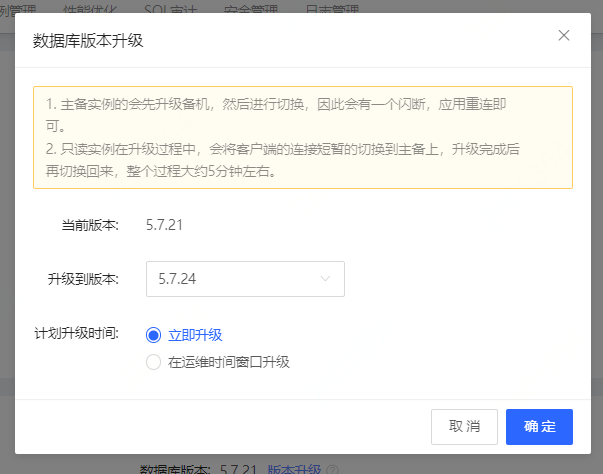 例管理 性能优化 SQL审计 安全管理 日志管理
数据库版本升级
1. 主备实例的会先升级备机，然后进行切换，因此会有一个闪断，应用重连即
可。
2. 只读实例在升级过程中，会将客户端的连接短暂的切换到主备上，升级完成后
再切换回来，整个过程大约5分钟左右。
当前版本: 5.7.21
升级到版本: 5.7.24
计划升级时间: 立即升级
在运维时间窗口升级
取消 确定
数据库版本: 5.7.21 版本升级